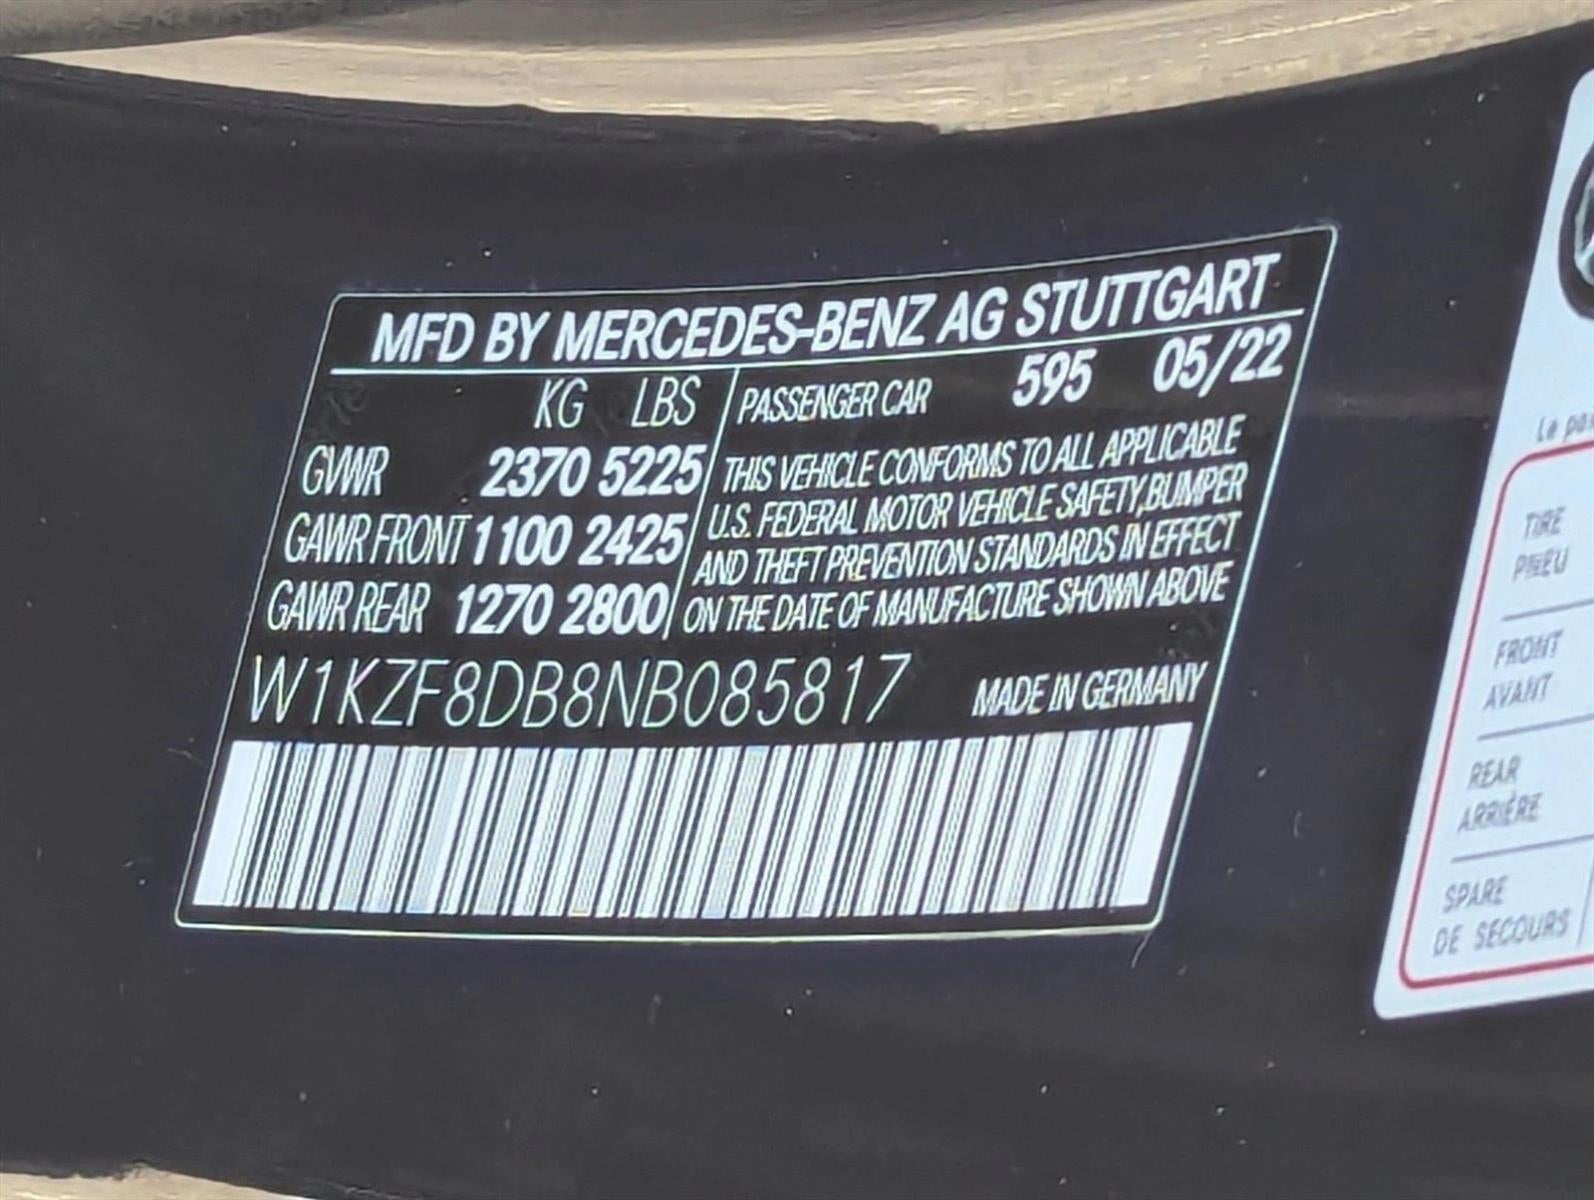 MFD BY MERCEDES-BENZ AG STUTTGART
KG LBS
GVWR 2370 5225
GAWR FRONT 1100 2425
GAWR REAR 1270 2800
PASSENGER CAR 595 05/22
THIS VEHICLE CONFORMS TO ALL APPLICABLE
U.S. FEDERAL MOTOR VEHICLE SAFETY,BUMPER
AND THEFT PREVENTION STANDARDS IN EFFECT
ON THE DATE OF MANUFACTURE SHOWN ABOVE
W1KZF8DB8NB085817
MADE IN GERMANY
TIRE
PNEU
FRONT
AVANT
REAR
ARRIÈRE
SPARE
DE SECOURS